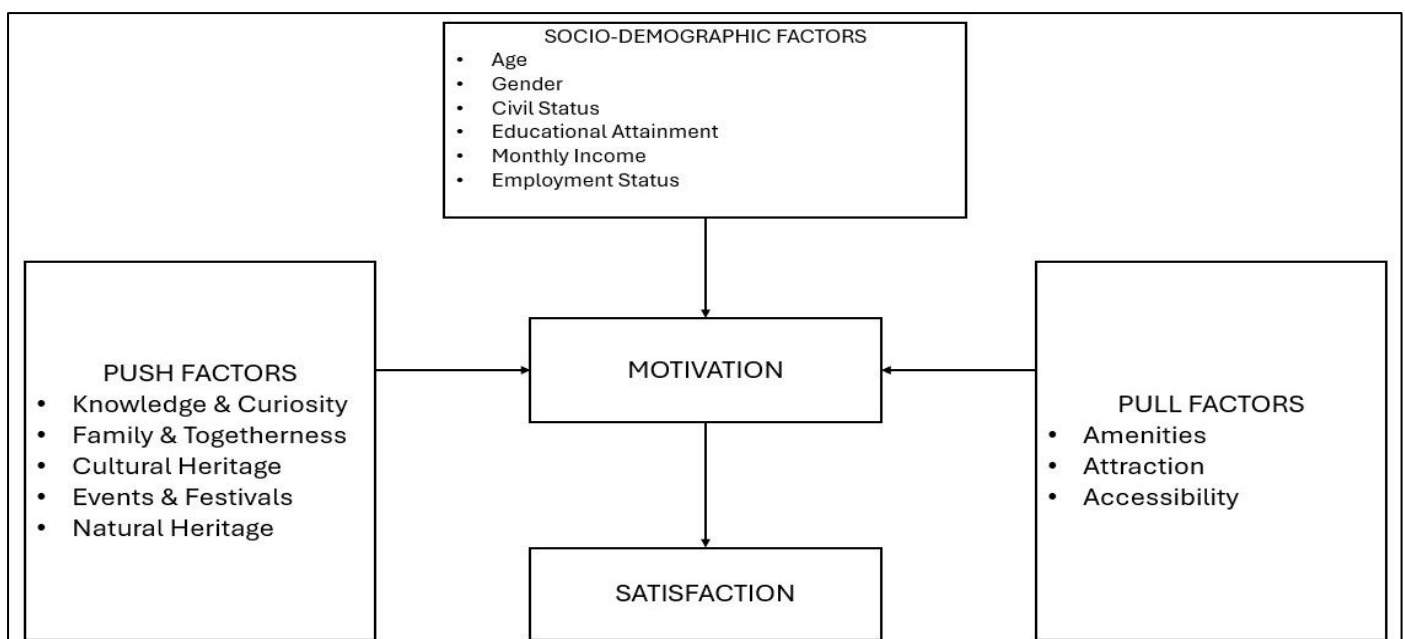 SOCIO-DEMOGRAPHIC FACTORS
• Age
• Gender
• Civil Status
• Educational Attainment
• Monthly Income
• Employment Status
PUSH FACTORS
• Knowledge & Curiosity
• Family & Togetherness
• Cultural Heritage
• Events & Festivals
• Natural Heritage
MOTIVATION
SATISFACTION
PULL FACTORS
• Amenities
• Attraction
• Accessibility